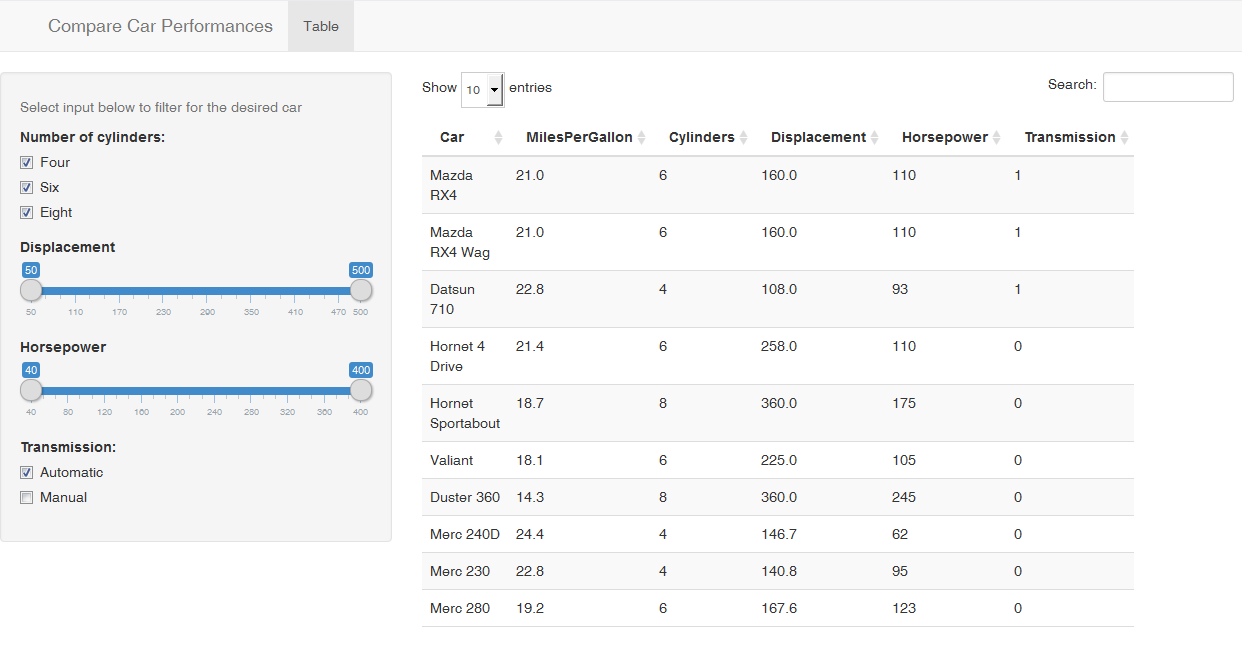 Compare Car Performances Table
Select input below to filter for the desired car
Number of cylinders:
Four
Six
Eight
Displacement
50 500
50 110 170 230 290 350 410 470 500
Horsepower
40 400
40 80 120 160 200 240 280 320 360 400
Transmission:
Automatic
Manual
Show 10 entries Search:
Car MilesPerGallon Cylinders Displacement Horsepower Transmission
Mazda 21.0 6 160.0 110 1
RX4
Mazda 21.0 6 160.0 110 1
RX4 Wag
Datsun 22.8 4 108.0 93 1
710
Hornet 4 21.4 6 258.0 110 0
Drive
Hornet 18.7 8 360.0 175 0
Sportabout
Valiant 18.1 6 225.0 105 0
Duster 360 14.3 8 360.0 245 0
Merc 240D 24.4 4 146.7 62 0
Merc 230 22.8 4 140.8 95 0
Merc 280 19.2 6 167.6 123 0